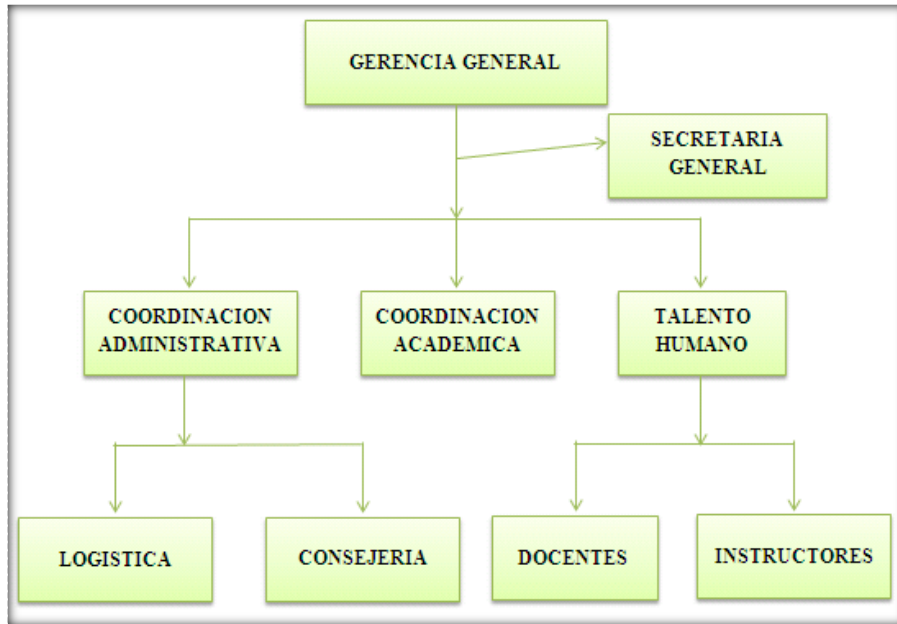 GERENCIA GENERAL
SECRETARIA
GENERAL
COORDINACION
ADMINISTRATIVA
COORDINACION
ACADEMICA
TALENTO
HUMANO
LOGISTICA
CONSEJERIA
DOCENTES
INSTRUCTORES